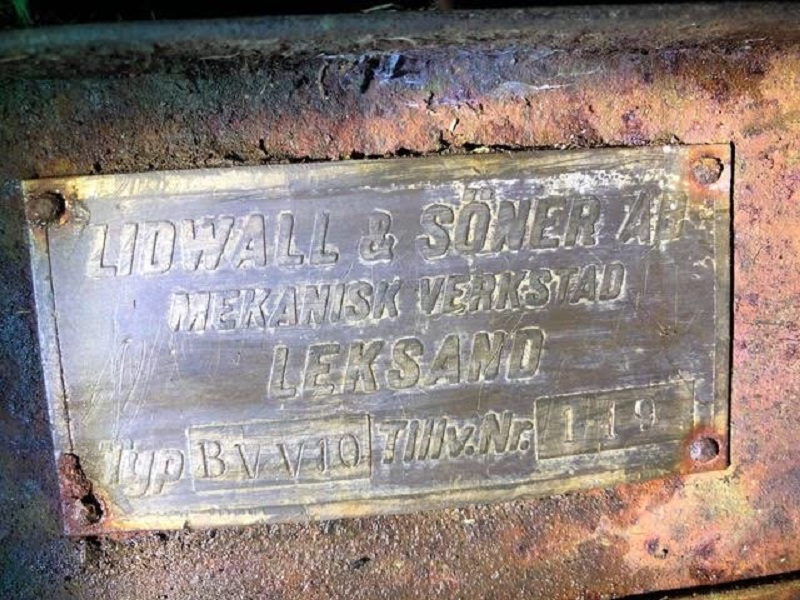 LIDWALL & SÖNER AB
MEKANISK VERKSTAD
LEKSAND
Typ BVV10 Tillv.Nr. 119